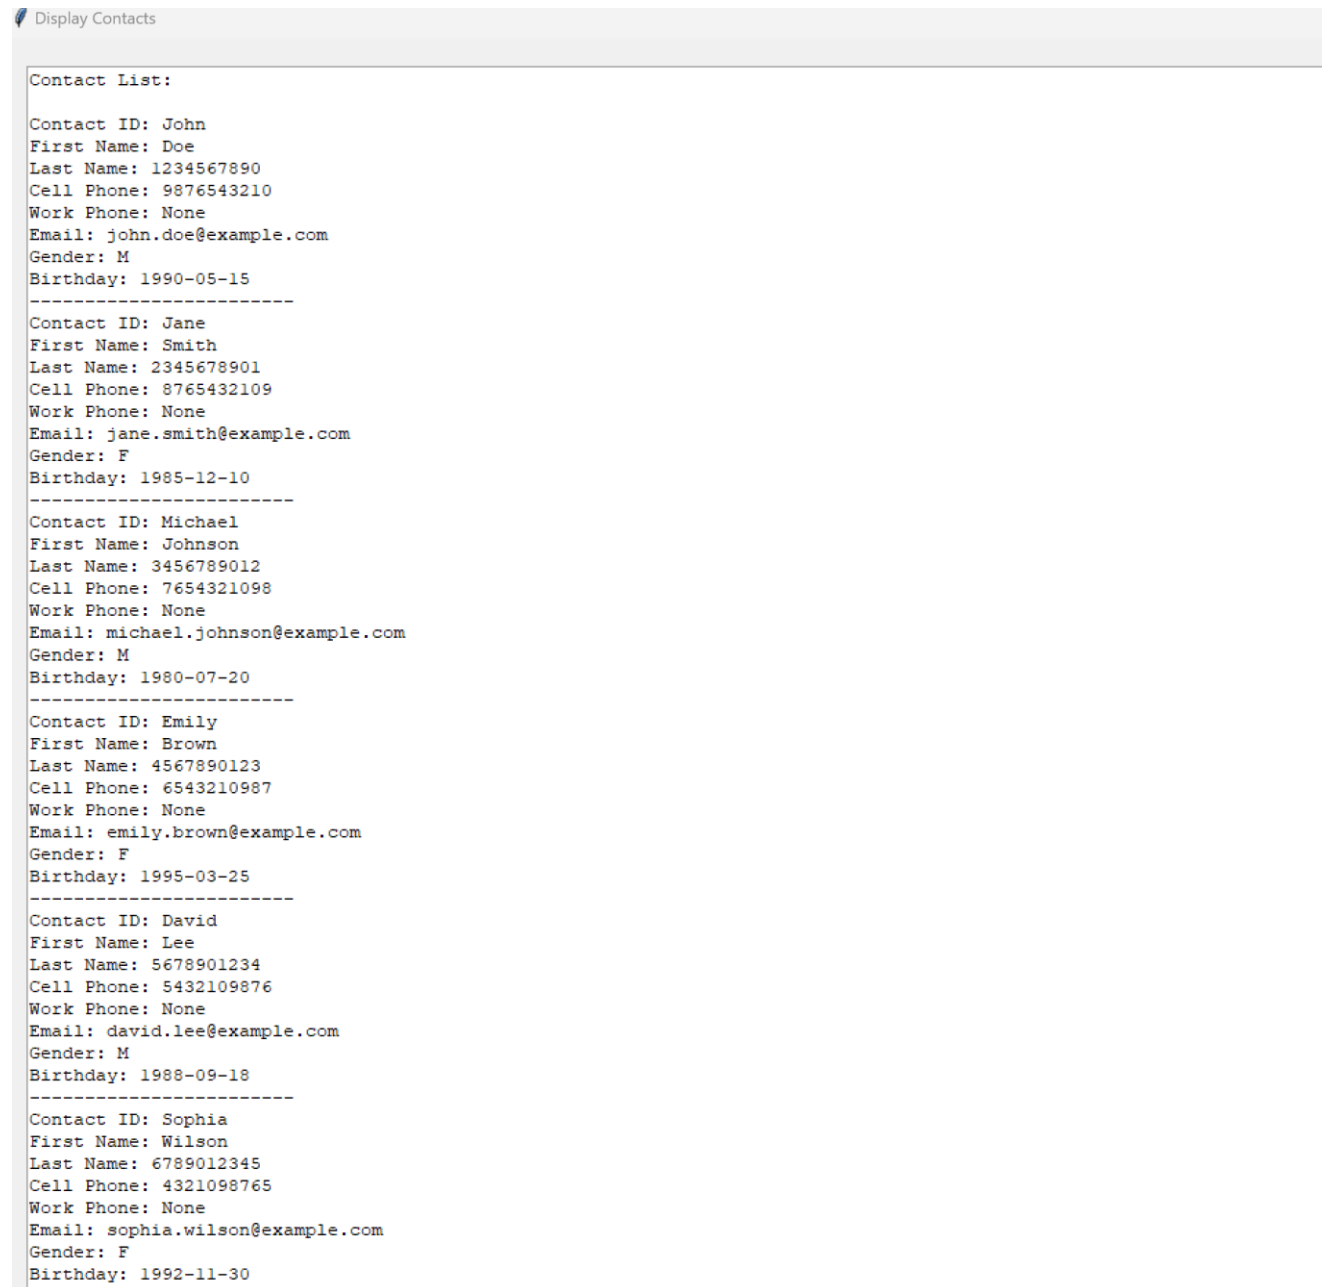 Display Contacts
Contact List:
Contact ID: John
First Name: Doe
Last Name: 1234567890
Cell Phone: 9876543210
Work Phone: None
Email: john.doe@example.com
Gender: M
Birthday: 1990-05-15
------------------------
Contact ID: Jane
First Name: Smith
Last Name: 2345678901
Cell Phone: 8765432109
Work Phone: None
Email: jane.smith@example.com
Gender: F
Birthday: 1985-12-10
------------------------
Contact ID: Michael
First Name: Johnson
Last Name: 3456789012
Cell Phone: 7654321098
Work Phone: None
Email: michael.johnson@example.com
Gender: M
Birthday: 1980-07-20
------------------------
Contact ID: Emily
First Name: Brown
Last Name: 4567890123
Cell Phone: 6543210987
Work Phone: None
Email: emily.brown@example.com
Gender: F
Birthday: 1995-03-25
------------------------
Contact ID: David
First Name: Lee
Last Name: 5678901234
Cell Phone: 5432109876
Work Phone: None
Email: david.lee@example.com
Gender: M
Birthday: 1988-09-18
------------------------
Contact ID: Sophia
First Name: Wilson
Last Name: 6789012345
Cell Phone: 4321098765
Work Phone: None
Email: sophia.wilson@example.com
Gender: F
Birthday: 1992-11-30